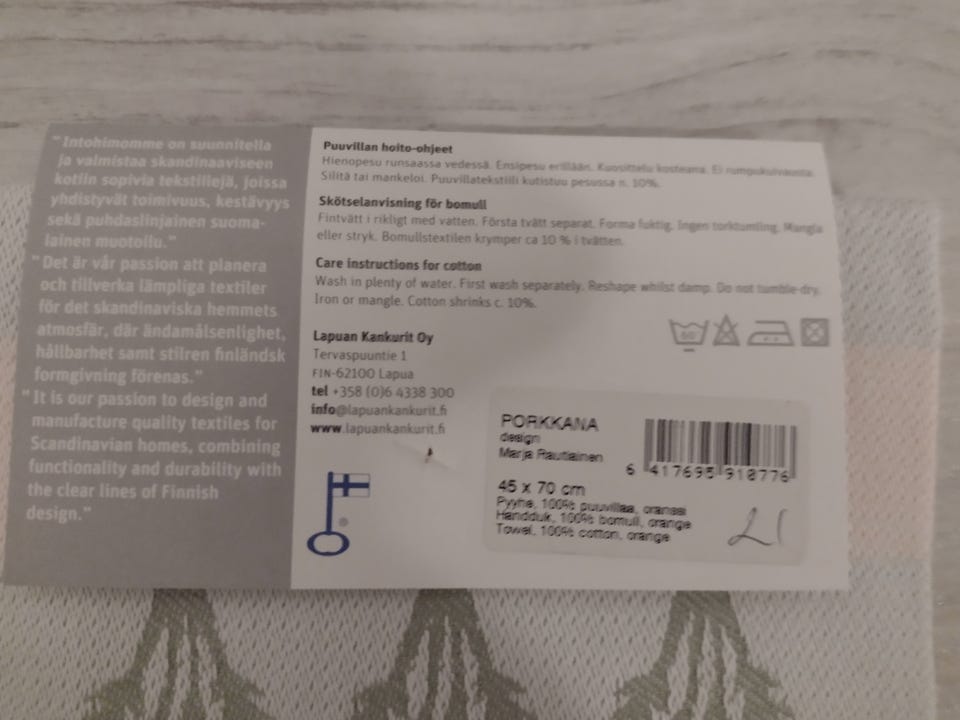 "Intohimomme on suunnitella
ja valmistaa skandinaaviseen
kotiin sopivia tekstiilejä, joissa
yhdistyvät toimivuus, kestävyys
sekä puhdaslinjainen suoma-
lainen muotoilu."
"Det är vår passion att planera
och tillverka lämpliga textiler
för det skandinaviska hemmets
atmosfär, där ändamålsenlighet,
hållbarhet samt stilren finländsk
formgivning förenas."
"It is our passion to design and
manufacture quality textiles for
Scandinavian homes, combining
functionality and durability with
the clear lines of Finnish
design."
Puuvillan hoito-ohjeet
Hienopesu runsaassa vedessä. Ensipesu erillään. Kuosittelu kosteana. Ei rumpukuivausta.
Silitä tai mankeloi. Puuvillatekstiili kutistuu pesussa n. 10%.
Skötselanvisning för bomull
Fintvätt i rikligt med vatten. Första tvätt separat. Forma fuktig. Ingen torktumling. Mangla
eller stryk. Bomullstextilen krymper ca 10 % i tvätten.
Care instructions for cotton
Wash in plenty of water. First wash separately. Reshape whilst damp. Do not tumble-dry.
Iron or mangle. Cotton shrinks c. 10%.
60°
Lapuan Kankurit Oy
Tervaspuuntie 1
FIN-62100 Lapua
tel +358 (0)6 4338 300
info@lapuankankurit.fi
www.lapuankankurit.fi
®
PORKKANA
design
Marja Rautiainen
6 417695 918776
45 x 70 cm
Pyyhe, 100% puuvillaa, oranssi
Handduk, 100% bomull, orange
Towel, 100% cotton, orange
21